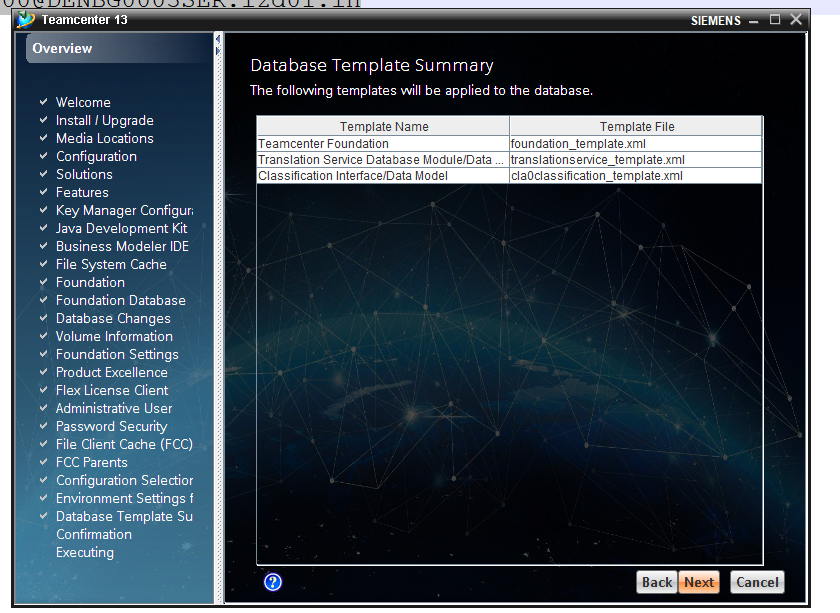 Teamcenter 13
SIEMENS
Overview
Welcome
Install / Upgrade
Media Locations
Configuration
Solutions
Features
Key Manager Configur
Java Development Kit
Business Modeler IDE
File System Cache
Foundation
Foundation Database
Database Changes
Volume Information
Foundation Settings
Product Excellence
Flex License Client
Administrative User
Password Security
File Client Cache (FCC)
FCC Parents
Configuration Selection
Environment Settings f
Database Template Su
Confirmation
Executing
Database Template Summary
The following templates will be applied to the database.
Template Name Template File
Teamcenter Foundation foundation_template.xml
Translation Service Database Module/Data ... translationservice_template.xml
Classification Interface/Data Model cla0classification_template.xml
?
Back Next Cancel